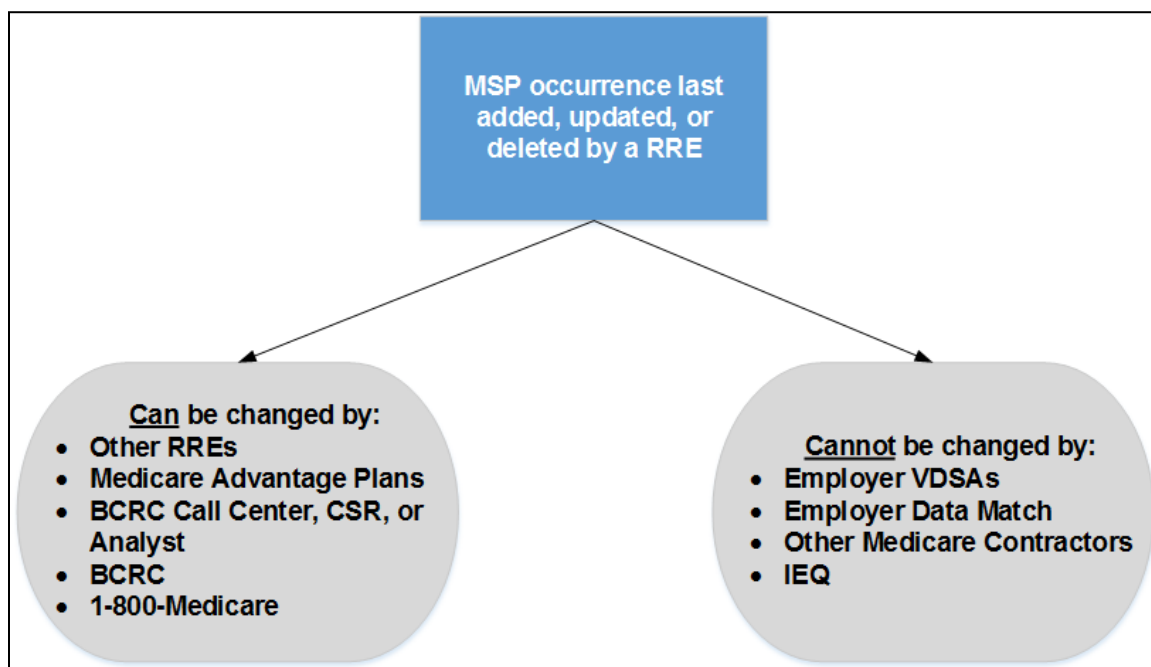 MSP occurrence last
added, updated, or
deleted by a RRE
Can be changed by:
• Other RREs
• Medicare Advantage Plans
• BCRC Call Center, CSR, or
Analyst
• BCRC
• 1-800-Medicare
Cannot be changed by:
• Employer VDSAs
• Employer Data Match
• Other Medicare Contractors
• IEQ